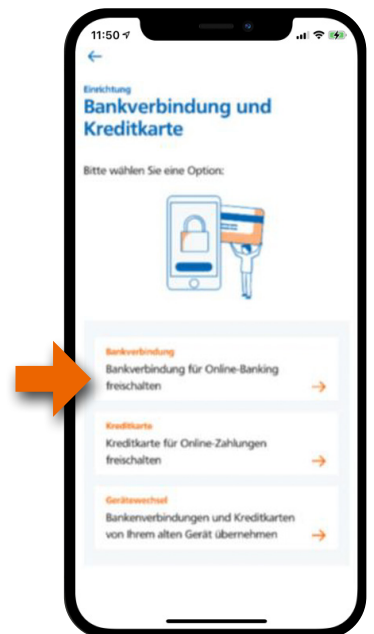 11:50
Einrichtung
Bankverbindung und
Kreditkarte
Bitte wählen Sie eine Option:
Bankverbindung
Bankverbindung für Online-Banking
freischalten
Kreditkarte
Kreditkarte für Online-Zahlungen
freischalten
Gerätewechsel
Bankenverbindungen und Kreditkarten
von Ihrem alten Gerät übernehmen